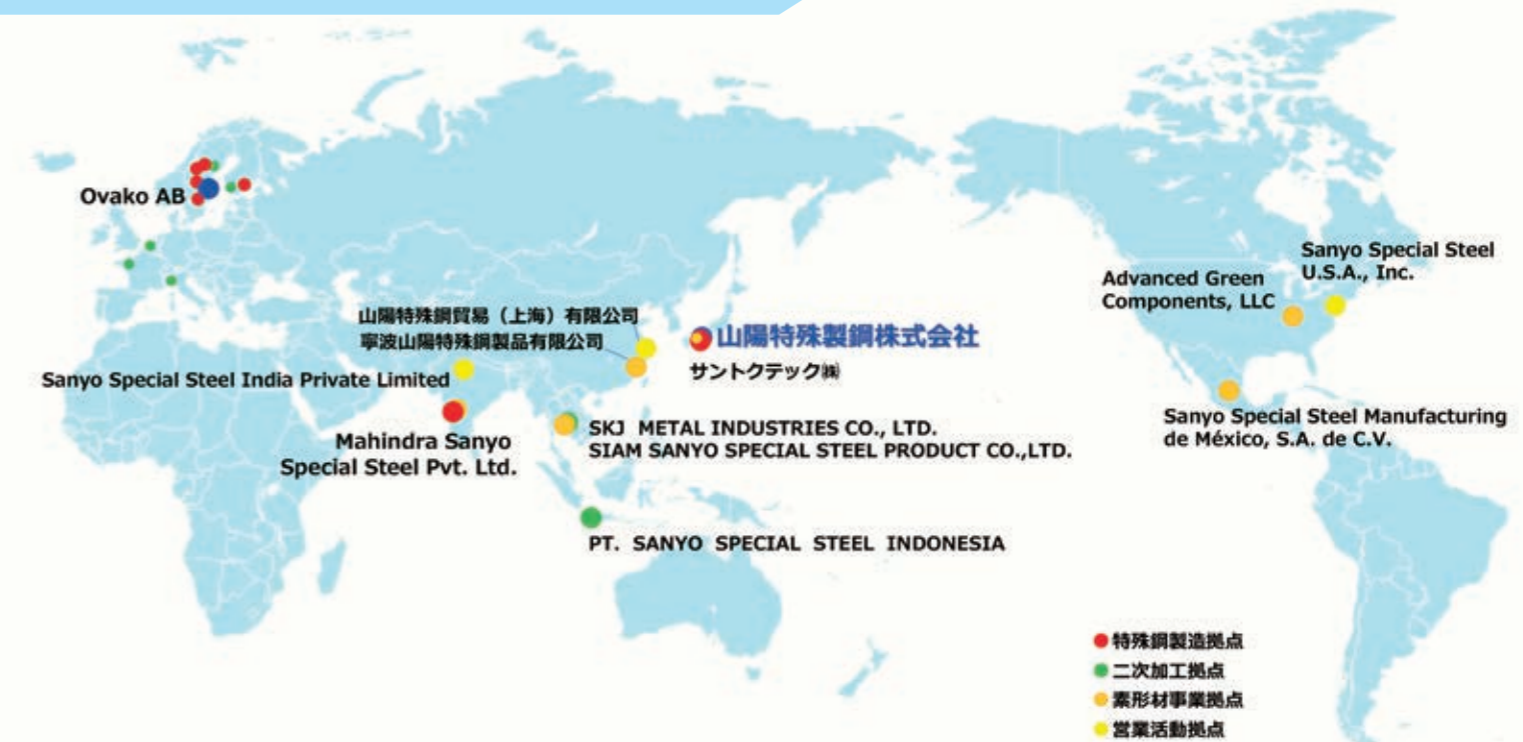 Ovako AB
山陽特殊鋼貿易（上海）有限公司
寧波山陽特殊鋼製品有限公司
Sanyo Special Steel India Private Limited
Mahindra Sanyo
Special Steel Pvt. Ltd.
山陽特殊製鋼株式会社
サントクテック㈱
SKJ METAL INDUSTRIES CO., LTD.
SIAM SANYO SPECIAL STEEL PRODUCT CO.,LTD.
PT. SANYO SPECIAL STEEL INDONESIA
Sanyo Special Steel
U.S.A., Inc.
Advanced Green
Components, LLC
Sanyo Special Steel Manufacturing
de México, S.A. de C.V.
特殊鋼製造拠点
二次加工拠点
素形材事業拠点
営業活動拠点